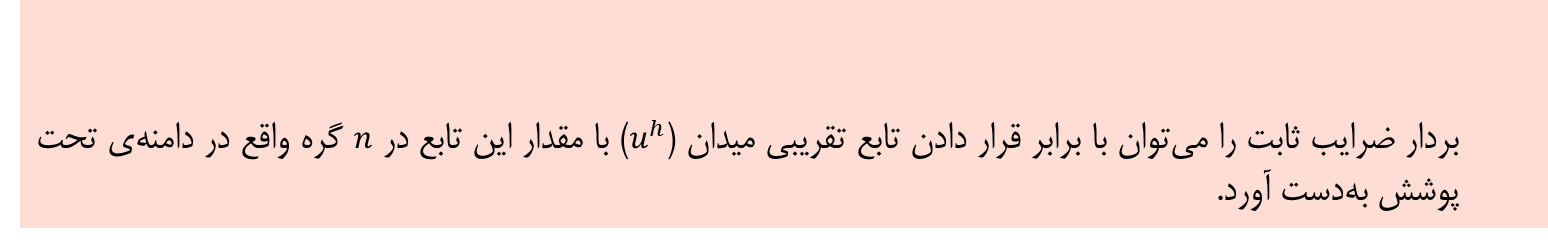 بردار ضرایب ثابت را می‌توان با برابر قرار دادن تابع تقریبی میدان (uʰ) با مقدار این تابع در n گره واقع در دامنه‌ی تحت
پوشش به‌دست آورد.